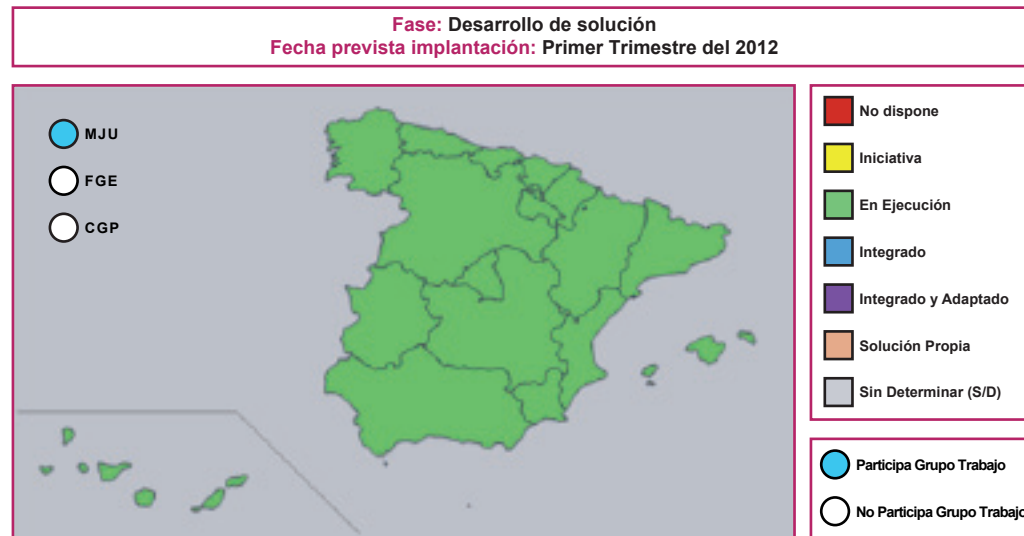 Fase: Desarrollo de solución
Fecha prevista implantación: Primer Trimestre del 2012
MJU
FGE
CGP
No dispone
Iniciativa
En Ejecución
Integrado
Integrado y Adaptado
Solución Propia
Sin Determinar (S/D)
Participa Grupo Trabajo
No Participa Grupo Trabajo